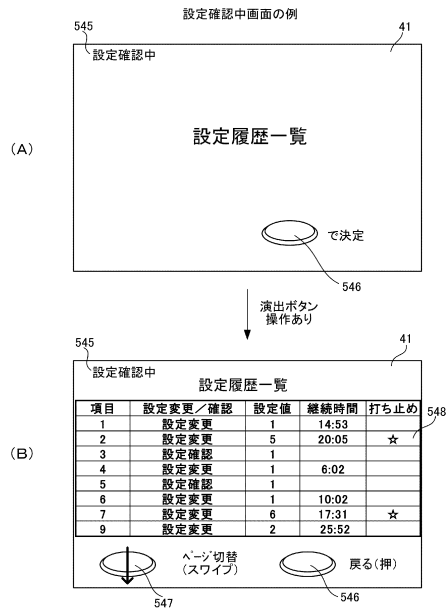 設定確認中画面の例
545
41
設定確認中
(A)
設定履歴一覧
で決定
546
演出ボタン
操作あり
545
41
設定確認中
設定履歴一覧
項目 設定変更/確認 設定値 継続時間 打ち止め
548
1 設定変更 1 14:53
2 設定変更 5 20:05 ☆
3 設定確認 1
(B)
4 設定変更 1 6:02
5 設定確認 1
6 設定変更 1 10:02
7 設定変更 6 17:31 ☆
9 設定変更 2 25:52
ページ切替
(スワイプ)
戻る(押)
547
546